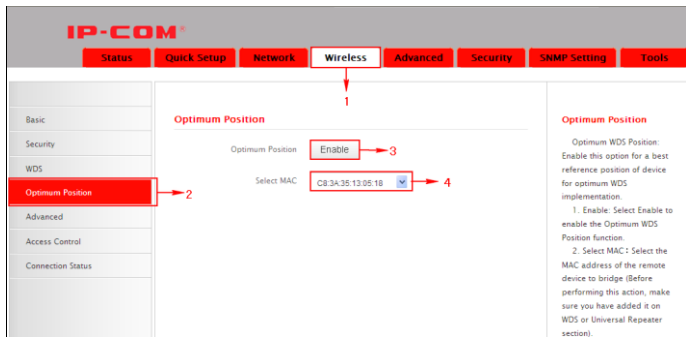 IP-COM®
Status Quick Setup Network Wireless Advanced Security SNMP Setting Tools
1
Basic
Security
WDS
Optimum Position
2
Advanced
Access Control
Connection Status
Optimum Position
Optimum Position Enable 3
Select MAC C8:3A:35:13:05:18 4
Optimum Position
Optimum WDS Position:
Enable this option for a best
reference position of device
for optimum WDS
implementation.
1. Enable: Select Enable to
enable the Optimum WDS
Position function.
2. Select MAC: Select the
MAC address of the remote
device to bridge (Before
performing this action, make
sure you have added it on
WDS or Universal Repeater
section).